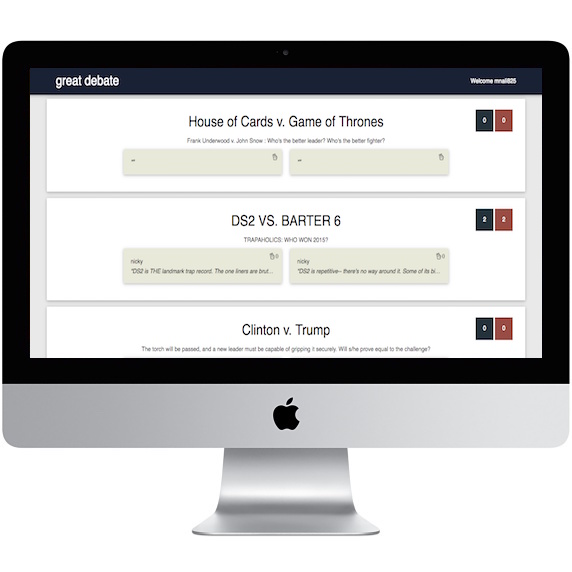 great debate
Welcome mnali825
House of Cards v. Game of Thrones
0 0
Frank Underwood v. John Snow : Who's the better leader? Who's the better fighter?
""
""
DS2 VS. BARTER 6
2 2
TRAPAHOLICS: WHO WON 2015?
nicky
0
"DS2 is THE landmark trap record. The one liners are brut...
nicky
0
"DS2 is repetitive-- there's no way around it. Some of its bi...
Clinton v. Trump
0 0
The torch will be passed, and a new leader must be capable of gripping it securely. Will s/he prove equal to the challenge?